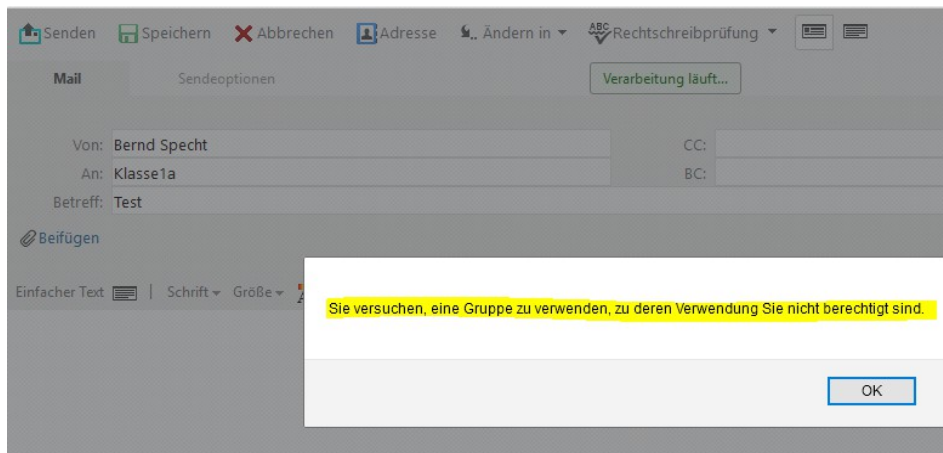 Senden Speichern Abbrechen Adresse Ändern in ABC Rechtschreibprüfung
Mail Sendeoptionen Verarbeitung läuft...
Von: Bernd Specht CC:
An: Klasse1a BC:
Betreff: Test
Beifügen
Einfacher Text | Schrift Größe
Sie versuchen, eine Gruppe zu verwenden, zu deren Verwendung Sie nicht berechtigt sind.
OK